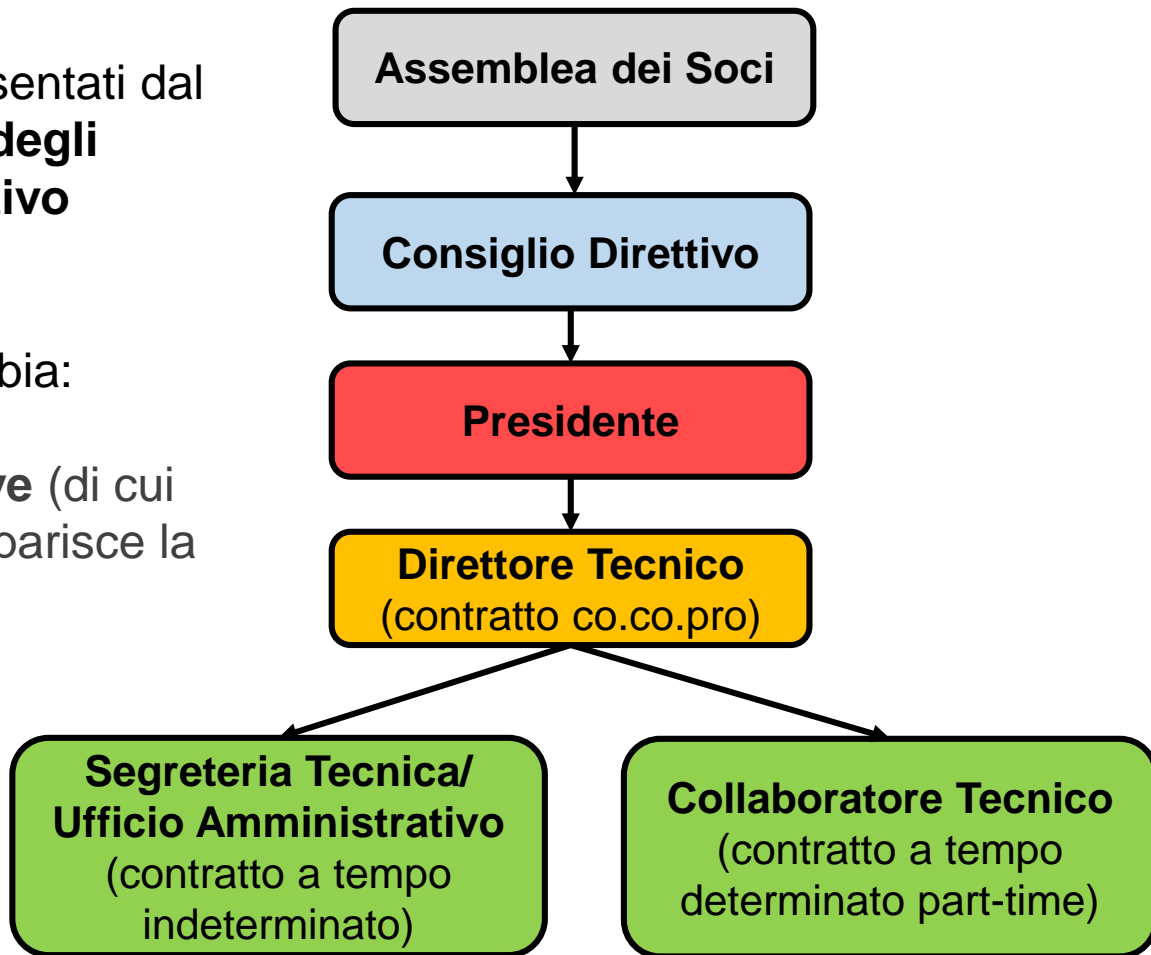 sentati dal
degli
tivo
bia:
ve (di cui
parisce la
Assemblea dei Soci
Consiglio Direttivo
Presidente
Direttore Tecnico
(contratto co.co.pro)
Segreteria Tecnica/
Ufficio Amministrativo
(contratto a tempo
indeterminato)
Collaboratore Tecnico
(contratto a tempo
determinato part-time)